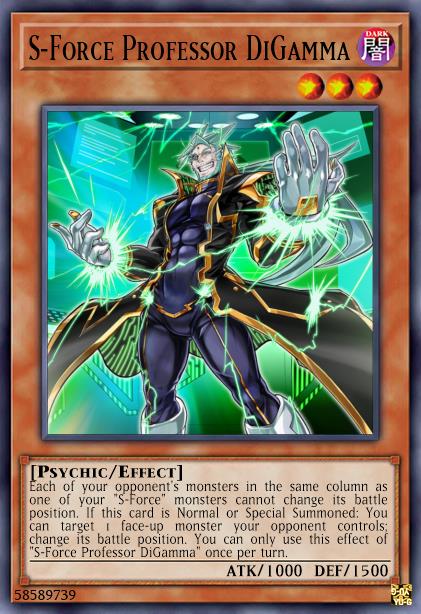 S-Force Professor DiGamma
DARK
闇
[Psychic/Effect]
Each of your opponent's monsters in the same column as
one of your "S-Force" monsters cannot change its battle
position. If this card is Normal or Special Summoned: You
can target 1 face-up monster your opponent controls;
change its battle position. You can only use this effect of
"S-Force Professor DiGamma" once per turn.
ATK/1000 DEF/1500
58589739